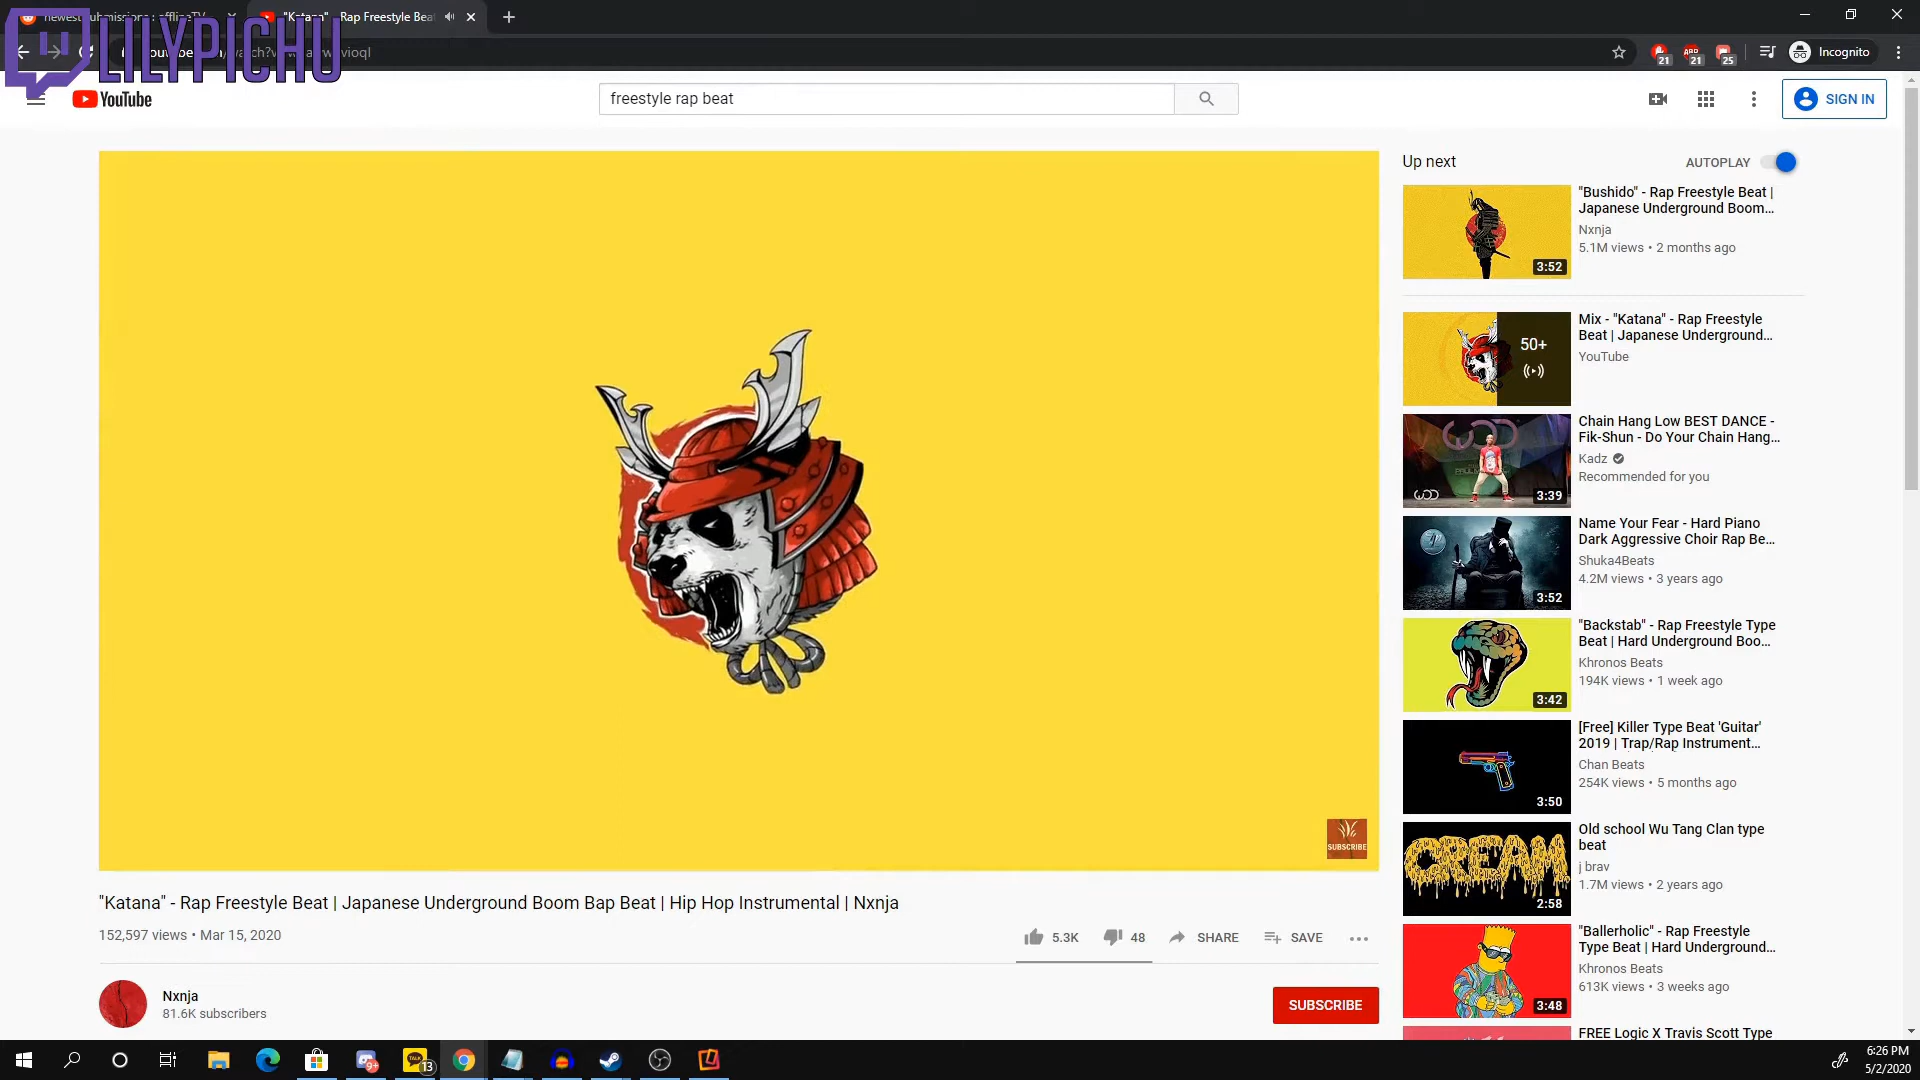 LILYPICHU
"Katana" - Rap Freestyle Beat
Incognito
21
21
25
YouTube
freestyle rap beat
SIGN IN
Up next
AUTOPLAY
"Bushido" - Rap Freestyle Beat |
Japanese Underground Boom...
Nxnja
5.1M views • 2 months ago
3:52
Mix - "Katana" - Rap Freestyle
Beat | Japanese Underground...
YouTube
50+
Chain Hang Low BEST DANCE -
Fik-Shun - Do Your Chain Hang...
Kadz
Recommended for you
WOD
3:39
Name Your Fear - Hard Piano
Dark Aggressive Choir Rap Be...
Shuka4Beats
4.2M views • 3 years ago
3:52
"Backstab" - Rap Freestyle Type
Beat | Hard Underground Boo...
Khronos Beats
194K views • 1 week ago
3:42
[Free] Killer Type Beat 'Guitar'
2019 | Trap/Rap Instrument...
Chan Beats
254K views • 5 months ago
3:50
Old school Wu Tang Clan type
beat
j brav
1.7M views • 2 years ago
CREAM
2:58
"Ballerholic" - Rap Freestyle
Type Beat | Hard Underground...
Khronos Beats
613K views • 3 weeks ago
3:48
FREE Logic X Travis Scott Type
SUBSCRIBE
"Katana" - Rap Freestyle Beat | Japanese Underground Boom Bap Beat | Hip Hop Instrumental | Nxnja
152,597 views • Mar 15, 2020
5.3K
48
SHARE
SAVE
Nxnja
81.6K subscribers
SUBSCRIBE
9+
TALK
13
6:26 PM
5/2/2020